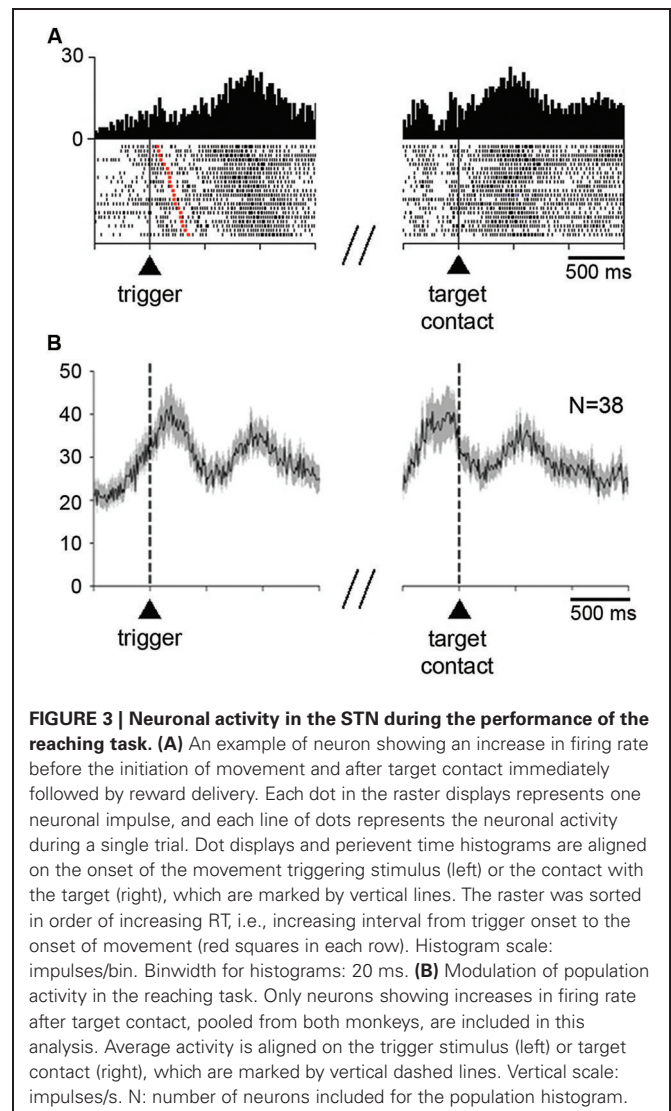 A
30
0
trigger
target
contact
500 ms
B
50
40
30
20
10
0
N=38
trigger
target
contact
500 ms
FIGURE 3 | Neuronal activity in the STN during the performance of the
reaching task. (A) An example of neuron showing an increase in firing rate
before the initiation of movement and after target contact immediately
followed by reward delivery. Each dot in the raster displays represents one
neuronal impulse, and each line of dots represents the neuronal activity
during a single trial. Dot displays and perievent time histograms are aligned
on the onset of the movement triggering stimulus (left) or the contact with
the target (right), which are marked by vertical lines. The raster was sorted
in order of increasing RT, i.e., increasing interval from trigger onset to the
onset of movement (red squares in each row). Histogram scale:
impulses/bin. Binwidth for histograms: 20 ms. (B) Modulation of population
activity in the reaching task. Only neurons showing increases in firing rate
after target contact, pooled from both monkeys, are included in this
analysis. Average activity is aligned on the trigger stimulus (left) or target
contact (right), which are marked by vertical dashed lines. Vertical scale:
impulses/s. N: number of neurons included for the population histogram.